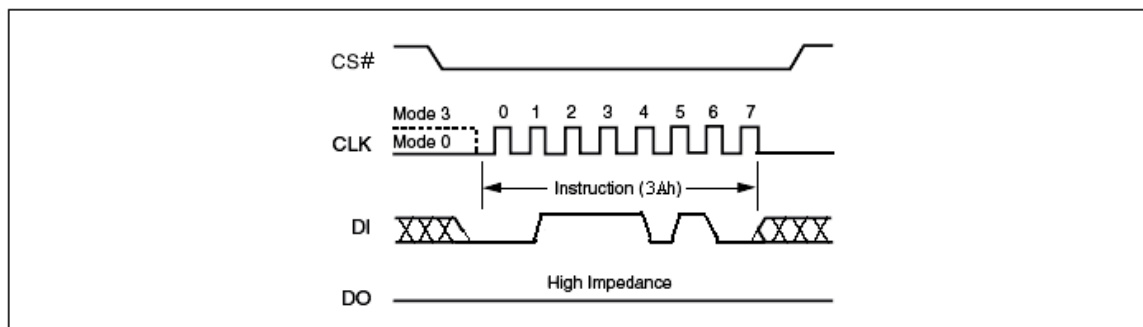 CS#
Mode 3
0 1 2 3 4 5 6 7
CLK
Mode 0
Instruction (3Ah)
DI
High Impedance
DO